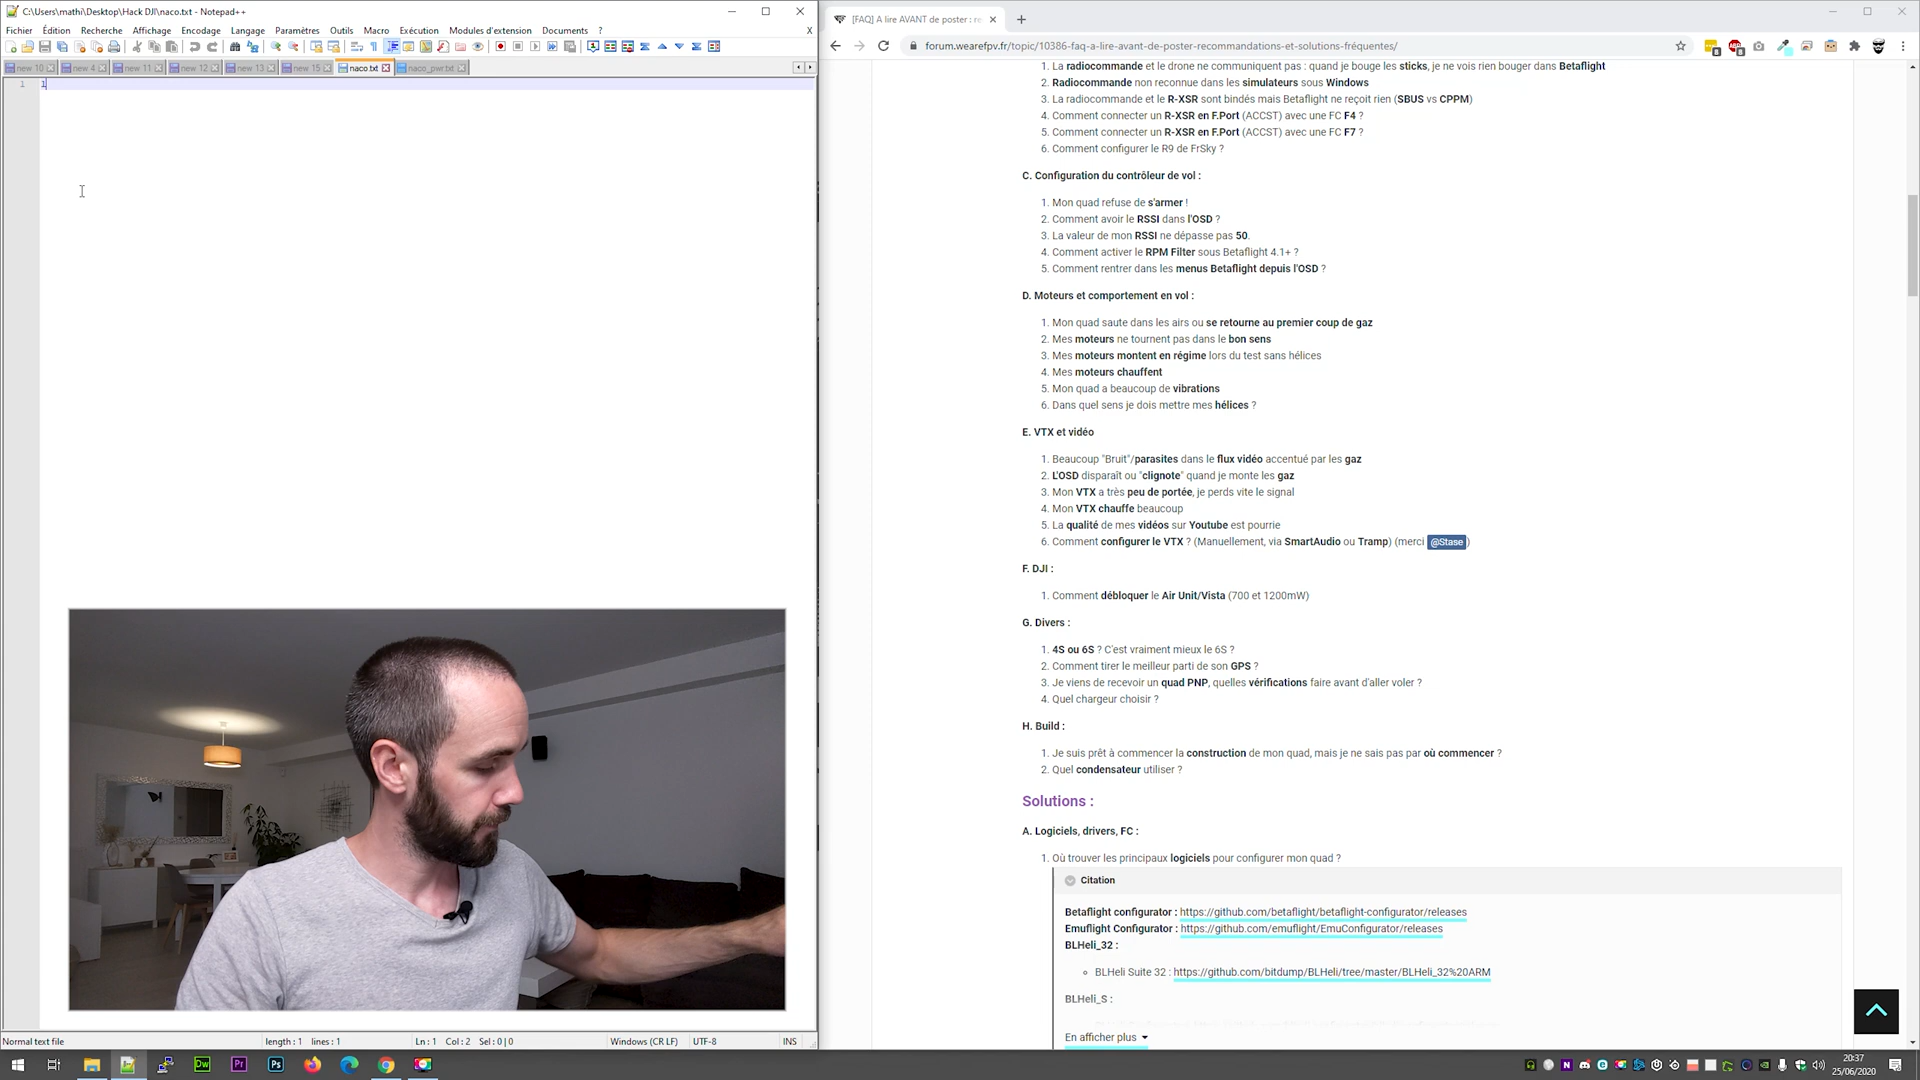 C:\Users\mathi\Desktop\Hack DJI\naco.txt - Notepad++
Fichier Édition Recherche Affichage Encodage Langage Paramètres Outils Macro Exécution Modules d'extension Documents ? X
new 10 new 4 new 11 new 12 new 13 new 15 naco.txt naco_pwr.txt
1 1
Normal text file length : 1 lines : 1 Ln : 1 Col : 2 Sel : 0 | 0 Windows (CR LF) UTF-8 INS
[FAQ] A lire AVANT de poster : re
forum.wearefpv.fr/topic/10386-faq-a-lire-avant-de-poster-recommandations-et-solutions-fréquentes/
1. La radiocommande et le drone ne communiquent pas : quand je bouge les sticks, je ne vois rien bouger dans Betaflight
2. Radiocommande non reconnue dans les simulateurs sous Windows
3. La radiocommande et le R-XSR sont bindés mais Betaflight ne reçoit rien (SBUS vs CPPM)
4. Comment connecter un R-XSR en F.Port (ACCST) avec une FC F4 ?
5. Comment connecter un R-XSR en F.Port (ACCST) avec une FC F7 ?
6. Comment configurer le R9 de FrSky ?
C. Configuration du contrôleur de vol :
1. Mon quad refuse de s'armer !
2. Comment avoir le RSSI dans l'OSD ?
3. La valeur de mon RSSI ne dépasse pas 50.
4. Comment activer le RPM Filter sous Betaflight 4.1+ ?
5. Comment rentrer dans les menus Betaflight depuis l'OSD ?
D. Moteurs et comportement en vol :
1. Mon quad saute dans les airs ou se retourne au premier coup de gaz
2. Mes moteurs ne tournent pas dans le bon sens
3. Mes moteurs montent en régime lors du test sans hélices
4. Mes moteurs chauffent
5. Mon quad a beaucoup de vibrations
6. Dans quel sens je dois mettre mes hélices ?
E. VTX et vidéo
1. Beaucoup "Bruit"/parasites dans le flux vidéo accentué par les gaz
2. L'OSD disparaît ou "clignote" quand je monte les gaz
3. Mon VTX a très peu de portée, je perds vite le signal
4. Mon VTX chauffe beaucoup
5. La qualité de mes vidéos sur Youtube est pourrie
6. Comment configurer le VTX ? (Manuellement, via SmartAudio ou Tramp) (merci @Stase )
F. DJI :
1. Comment débloquer le Air Unit/Vista (700 et 1200mW)
G. Divers :
1. 4S ou 6S ? C'est vraiment mieux le 6S ?
2. Comment tirer le meilleur parti de son GPS ?
3. Je viens de recevoir un quad PNP, quelles vérifications faire avant d'aller voler ?
4. Quel chargeur choisir ?
H. Build :
1. Je suis prêt à commencer la construction de mon quad, mais je ne sais pas par où commencer ?
2. Quel condensateur utiliser ?
Solutions :
A. Logiciels, drivers, FC :
1. Où trouver les principaux logiciels pour configurer mon quad ?
Citation
Betaflight configurator : https://github.com/betaflight/betaflight-configurator/releases
Emuflight Configurator : https://github.com/emuflight/EmuConfigurator/releases
BLHeli_32 :
BLHeli Suite 32 : https://github.com/bitdump/BLHeli/tree/master/BLHeli_32%20ARM
BLHeli_S :
En afficher plus
20:37
25/06/2020